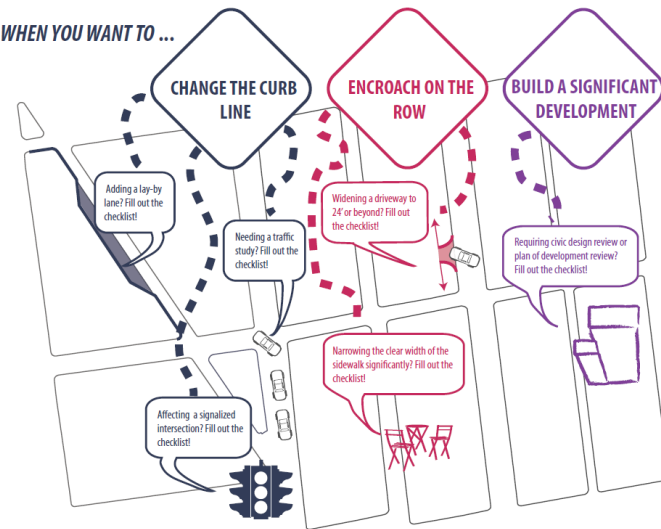 WHEN YOU WANT TO ...
CHANGE THE CURB
LINE
ENCROACH ON THE
ROW
BUILD A SIGNIFICANT
DEVELOPMENT
Adding a lay-by
lane? Fill out the
checklist!
Needing a traffic
study? Fill out the
checklist!
Widening a driveway to
24' or beyond? Fill out
the checklist!
Requiring civic design review or
plan of development review?
Fill out the checklist!
Narrowing the clear width of the
sidewalk significantly? Fill out the
checklist!
Affecting a signalized
intersection? Fill out the
checklist!